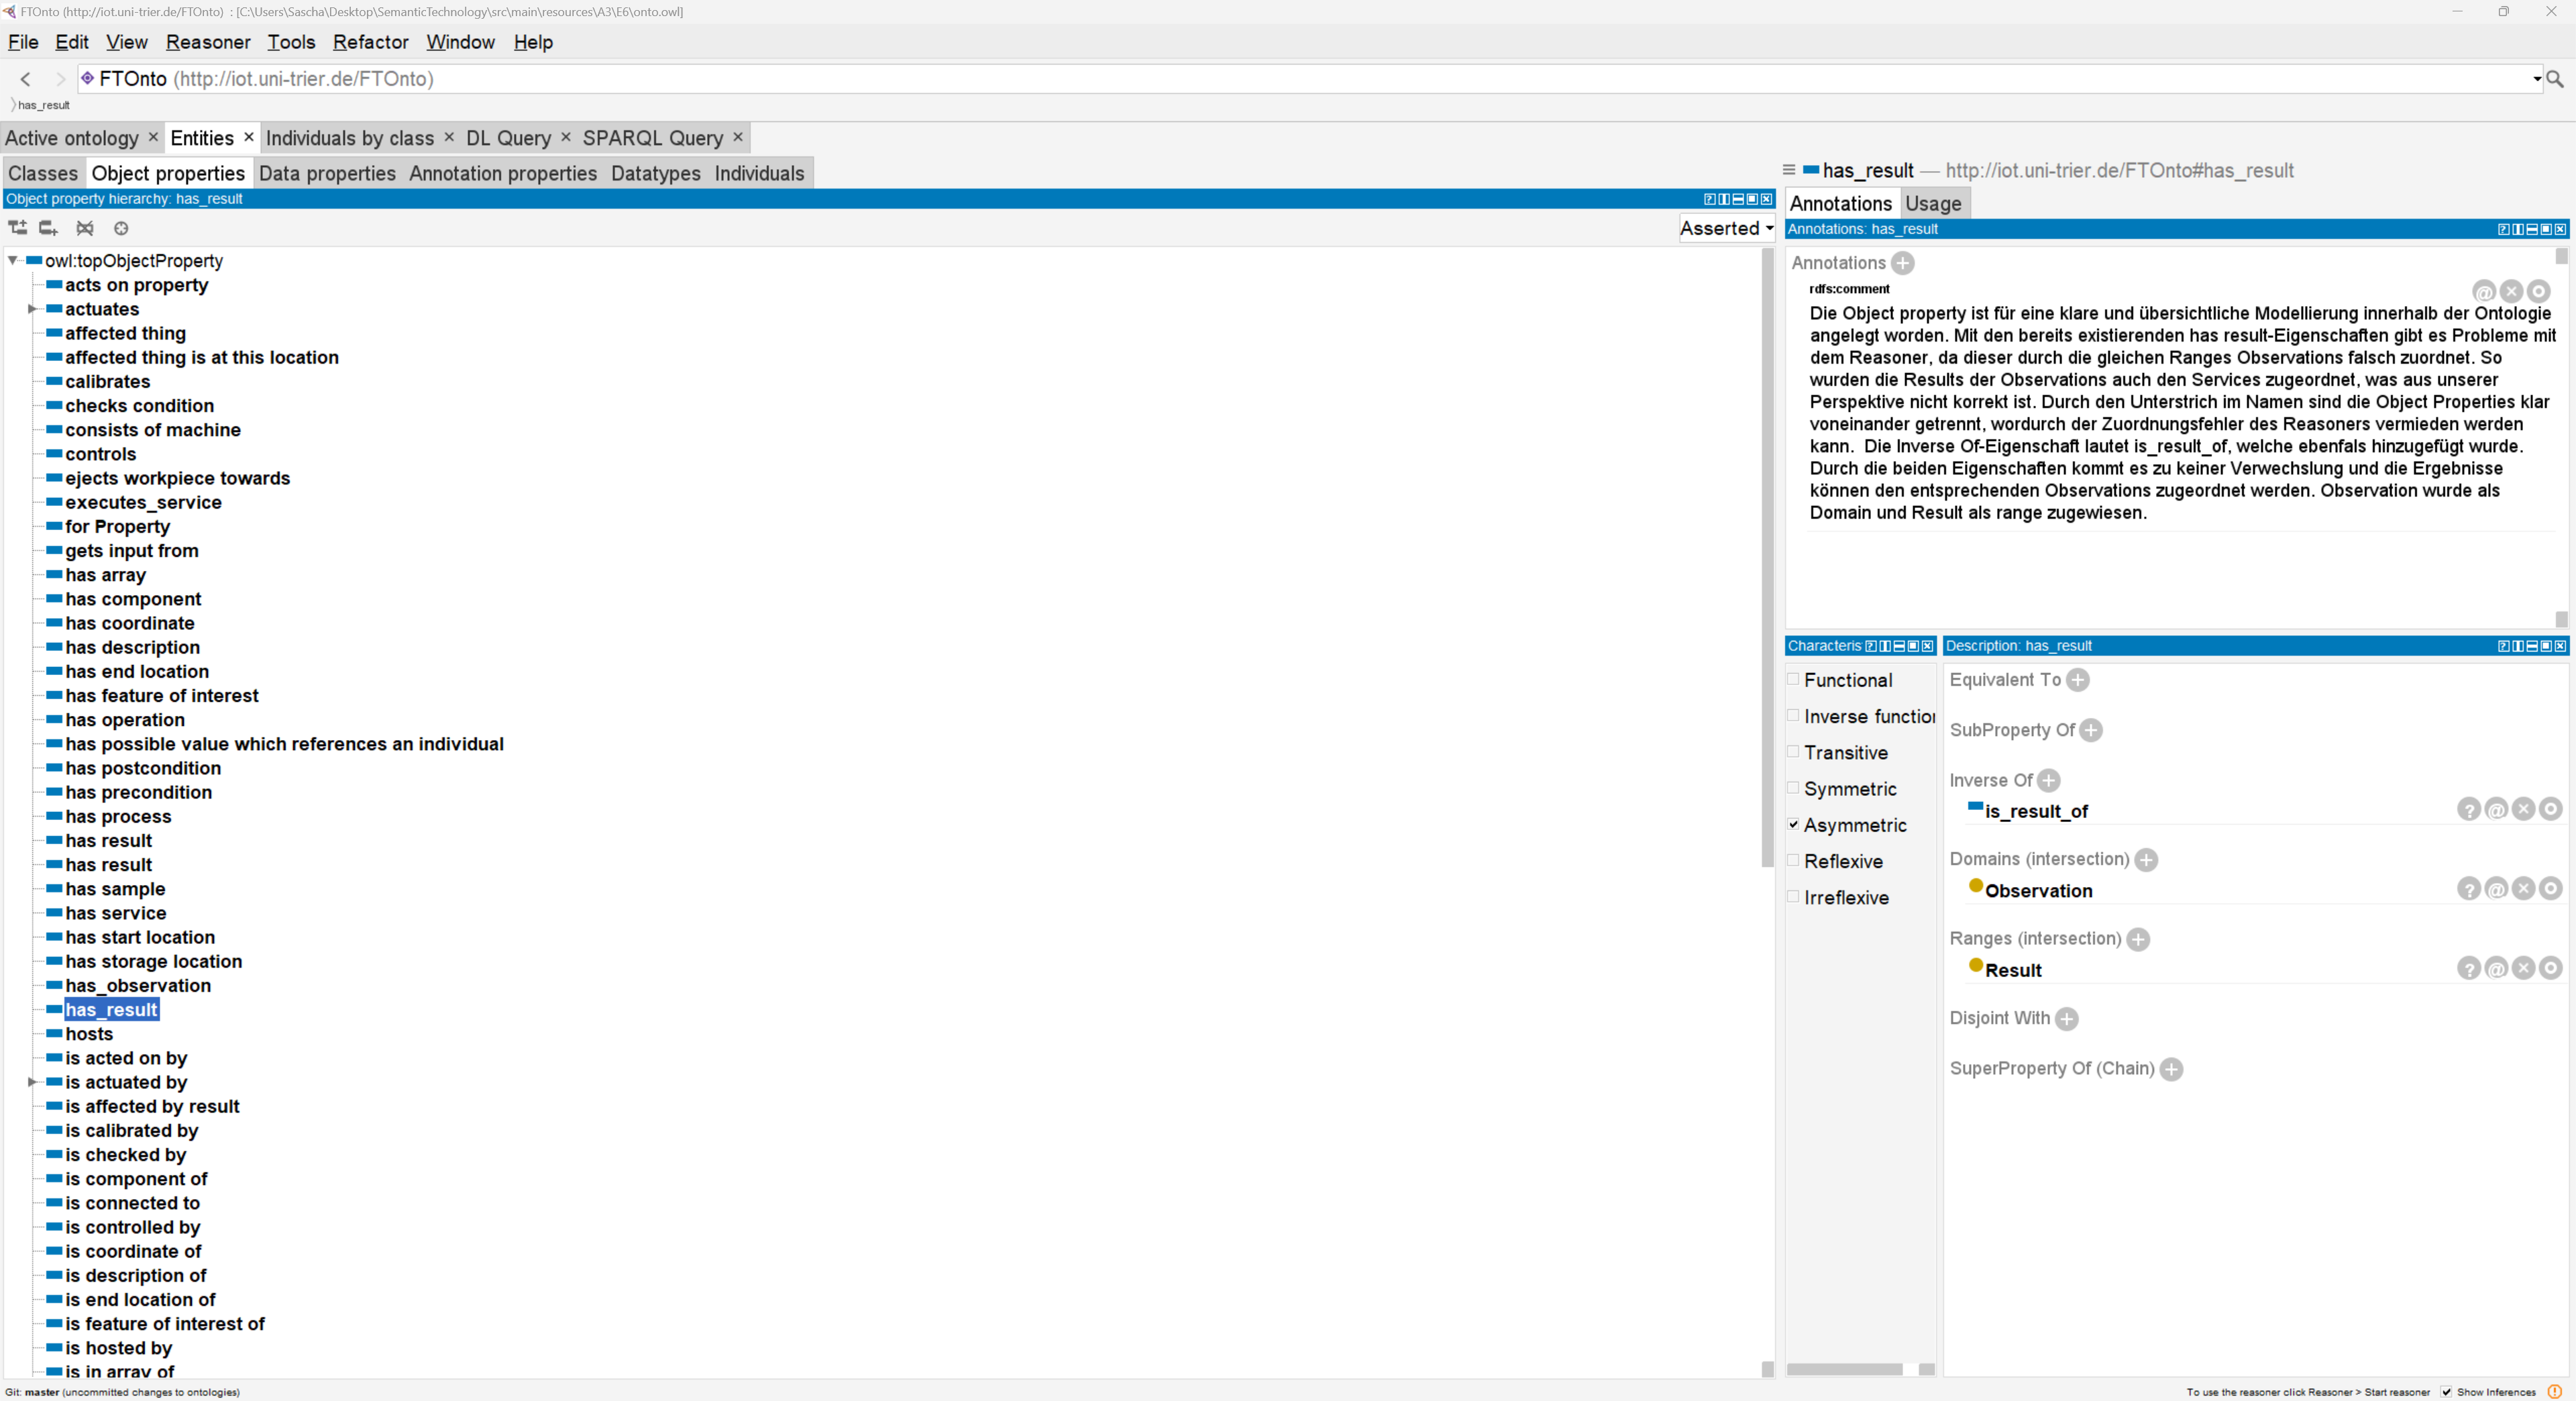 FTOnto (http://iot.uni-trier.de/FTOnto) : [C:\Users\Sascha\Desktop\SemanticTechnology\src\main\resources\A3\E6\onto.owl]
File Edit View Reasoner Tools Refactor Window Help
FTOnto (http://iot.uni-trier.de/FTOnto)
has_result
Active ontology × Entities × Individuals by class × DL Query × SPARQL Query ×
Classes Object properties Data properties Annotation properties Datatypes Individuals
Object property hierarchy: has_result
Asserted
owl:topObjectProperty
acts on property
actuates
affected thing
affected thing is at this location
calibrates
checks condition
consists of machine
controls
ejects workpiece towards
executes_service
for Property
gets input from
has array
has component
has coordinate
has description
has end location
has feature of interest
has operation
has possible value which references an individual
has postcondition
has precondition
has process
has result
has result
has sample
has service
has start location
has storage location
has_observation
has_result
hosts
is acted on by
is actuated by
is affected by result
is calibrated by
is checked by
is component of
is connected to
is controlled by
is coordinate of
is description of
is end location of
is feature of interest of
is hosted by
is in array of
has_result — http://iot.uni-trier.de/FTOnto#has_result
Annotations Usage
Annotations: has_result
Annotations
rdfs:comment
Die Object property ist für eine klare und übersichtliche Modellierung innerhalb der Ontologie
angelegt worden. Mit den bereits existierenden has result-Eigenschaften gibt es Probleme mit
dem Reasoner, da dieser durch die gleichen Ranges Observations falsch zuordnet. So
wurden die Results der Observations auch den Services zugeordnet, was aus unserer
Perspektive nicht korrekt ist. Durch den Unterstrich im Namen sind die Object Properties klar
voneinander getrennt, wordurch der Zuordnungsfehler des Reasoners vermieden werden
kann.  Die Inverse Of-Eigenschaft lautet is_result_of, welche ebenfalls hinzugefügt wurde.
Durch die beiden Eigenschaften kommt es zu keiner Verwechslung und die Ergebnisse
können den entsprechenden Observations zugeordnet werden. Observation wurde als
Domain und Result als range zugewiesen.
Characteris
Functional
Inverse function
Transitive
Symmetric
Asymmetric
Reflexive
Irreflexive
Description: has_result
Equivalent To
SubProperty Of
Inverse Of
is_result_of
Domains (intersection)
Observation
Ranges (intersection)
Result
Disjoint With
SuperProperty Of (Chain)
Git: master (uncommitted changes to ontologies)
To use the reasoner click Reasoner > Start reasoner Show Inferences